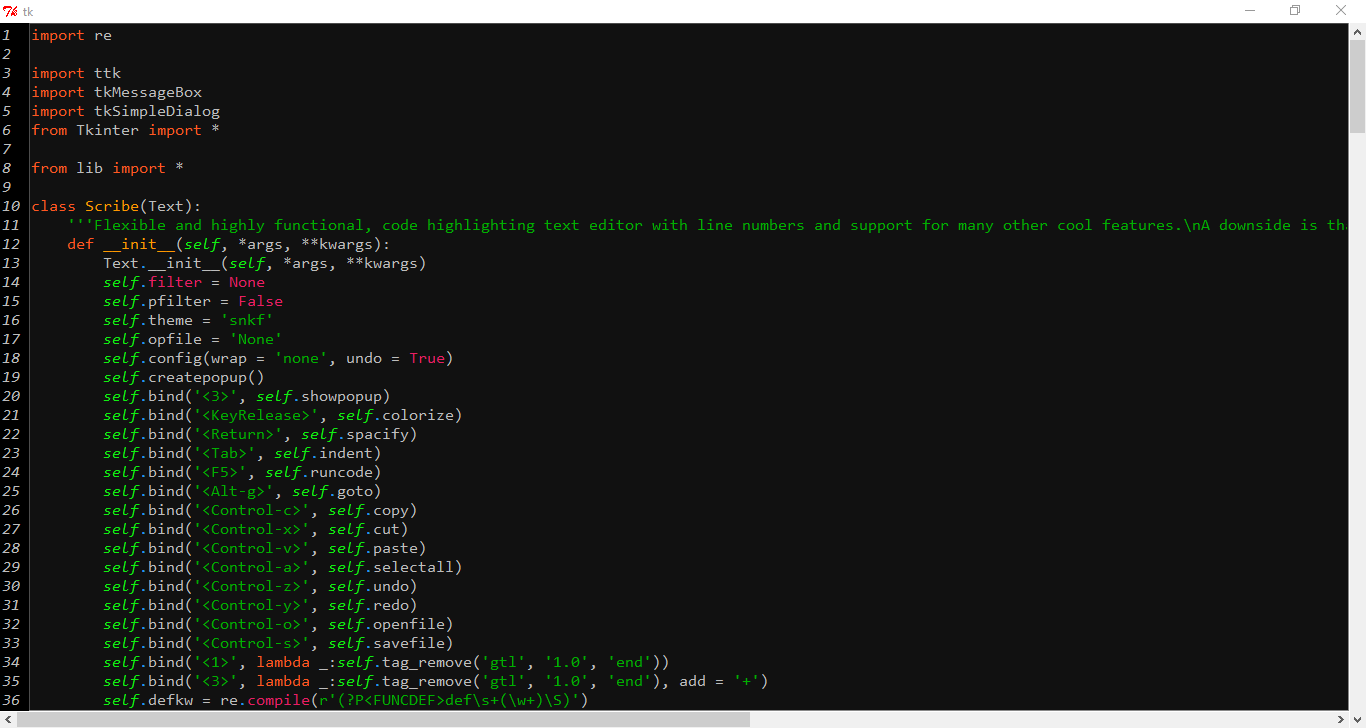 tk
1 import re
2
3 import ttk
4 import tkMessageBox
5 import tkSimpleDialog
6 from Tkinter import *
7
8 from lib import *
9
10 class Scribe(Text):
11     '''Flexible and highly functional, code highlighting text editor with line numbers and support for many other cool features.\nA downside is th
12     def __init__(self, *args, **kwargs):
13         Text.__init__(self, *args, **kwargs)
14         self.filter = None
15         self.pfilter = False
16         self.theme = 'snkf'
17         self.opfile = 'None'
18         self.config(wrap = 'none', undo = True)
19         self.createpopup()
20         self.bind('<3>', self.showpopup)
21         self.bind('<KeyRelease>', self.colorize)
22         self.bind('<Return>', self.spacify)
23         self.bind('<Tab>', self.indent)
24         self.bind('<F5>', self.runcode)
25         self.bind('<Alt-g>', self.goto)
26         self.bind('<Control-c>', self.copy)
27         self.bind('<Control-x>', self.cut)
28         self.bind('<Control-v>', self.paste)
29         self.bind('<Control-a>', self.selectall)
30         self.bind('<Control-z>', self.undo)
31         self.bind('<Control-y>', self.redo)
32         self.bind('<Control-o>', self.openfile)
33         self.bind('<Control-s>', self.savefile)
34         self.bind('<1>', lambda _:self.tag_remove('gtl', '1.0', 'end'))
35         self.bind('<3>', lambda _:self.tag_remove('gtl', '1.0', 'end'), add = '+')
36         self.defkw = re.compile(r'(?P<FUNCDEF>def\s+(\w+)\S)')